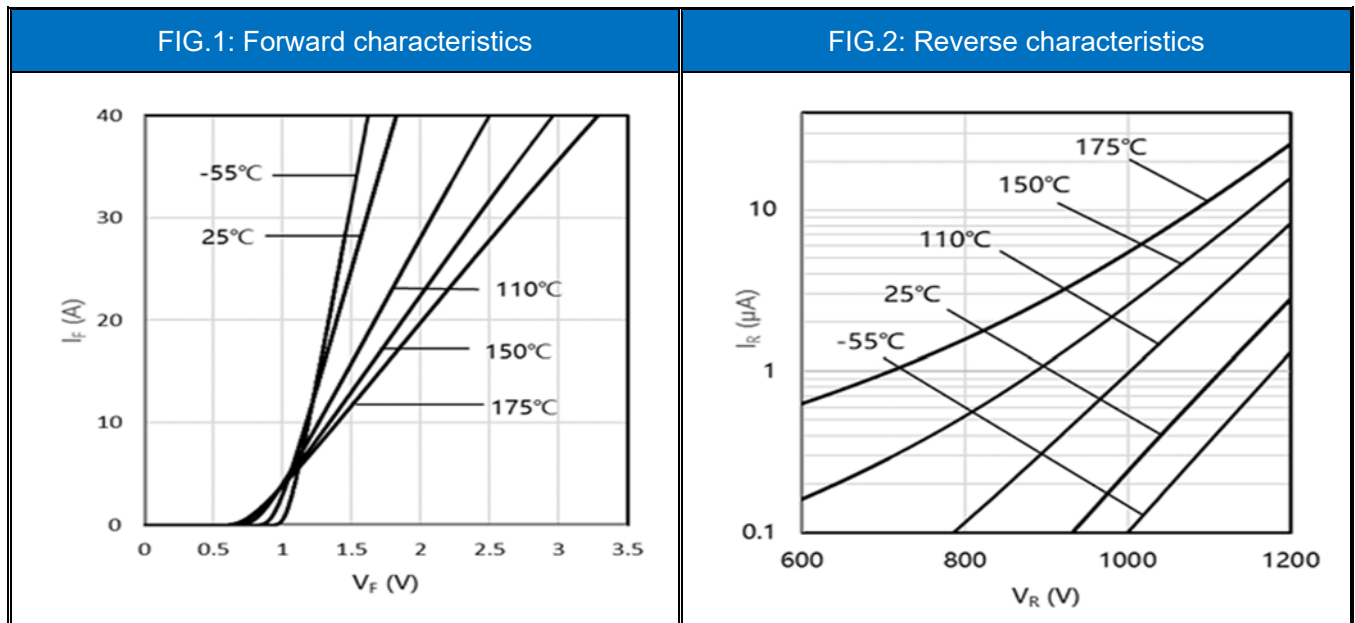 FIG.1: Forward characteristics
40
30
20
10
0
I_F (A)
-55℃
25℃
110℃
150℃
175℃
0 0.5 1 1.5 2 2.5 3 3.5
V_F (V)
FIG.2: Reverse characteristics
10
1
0.1
I_R (µA)
175℃
150℃
110℃
25℃
-55℃
600 800 1000 1200
V_R (V)